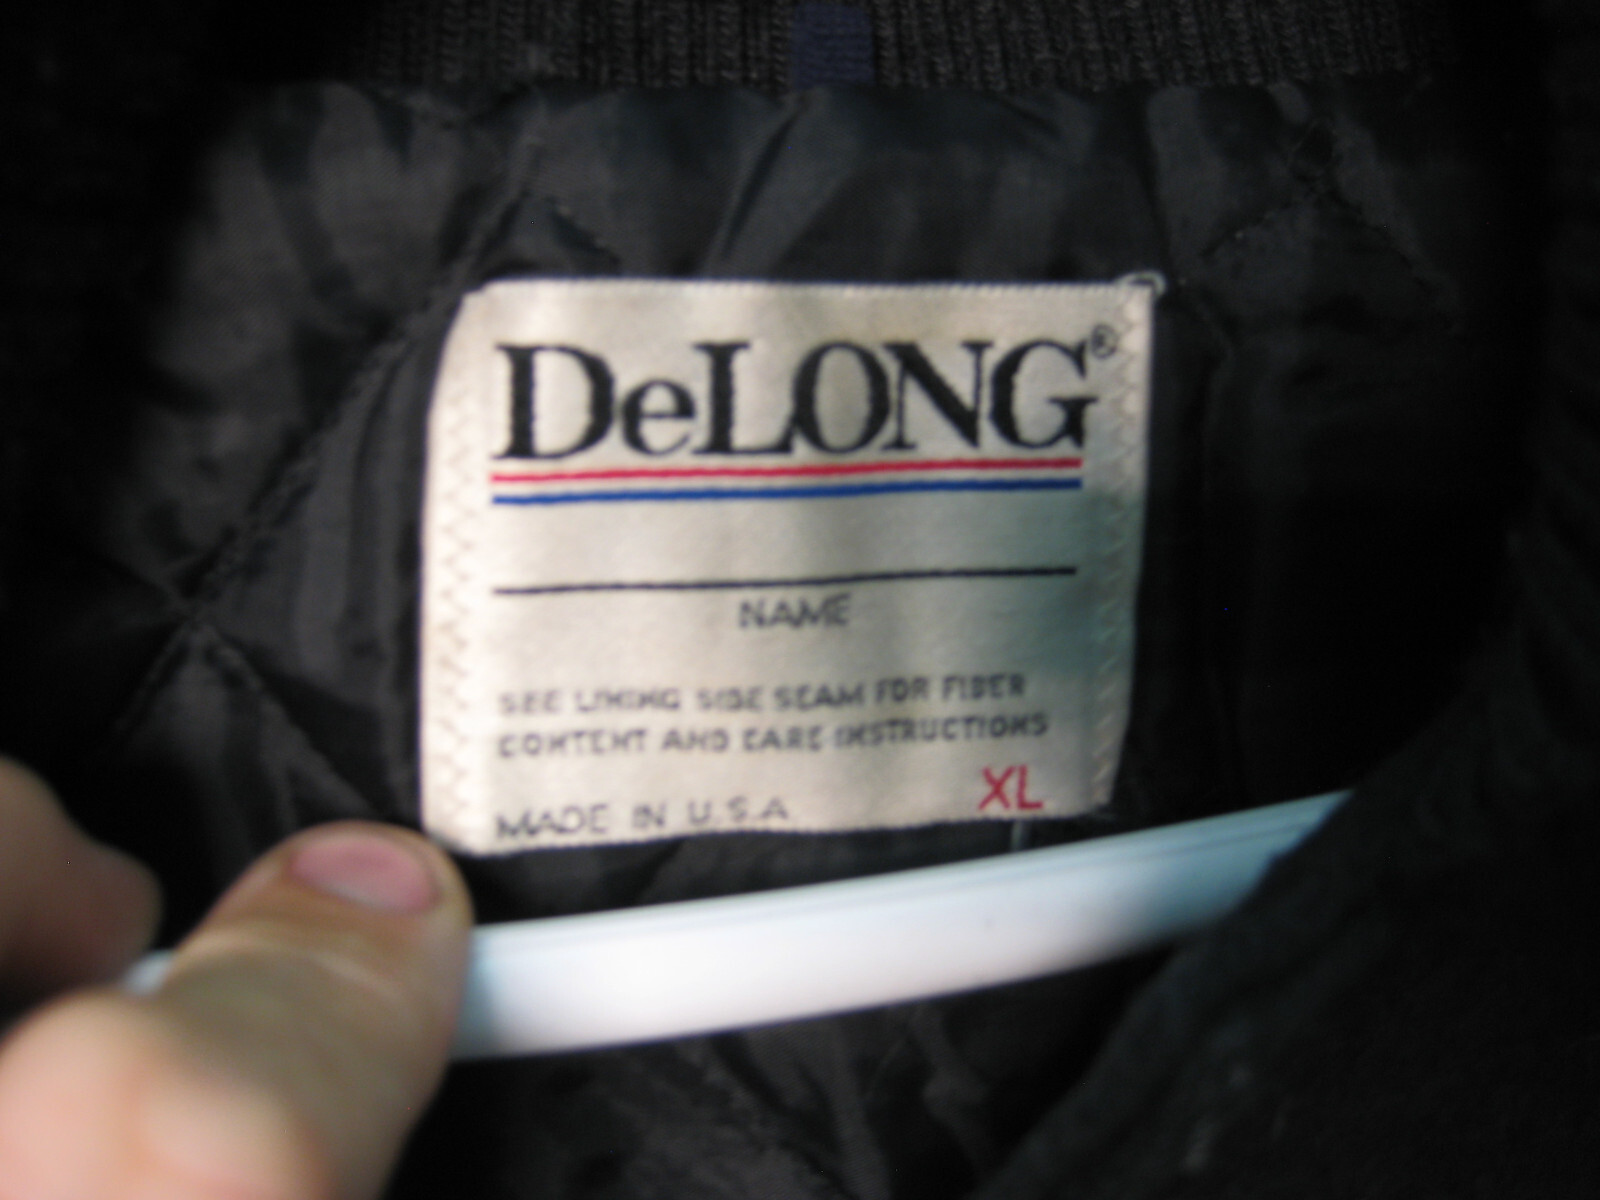 DeLONG®
NAME
SEE LINING SIDE SEAM FOR FIBER
CONTENT AND CARE INSTRUCTIONS
XL
MADE IN U.S.A